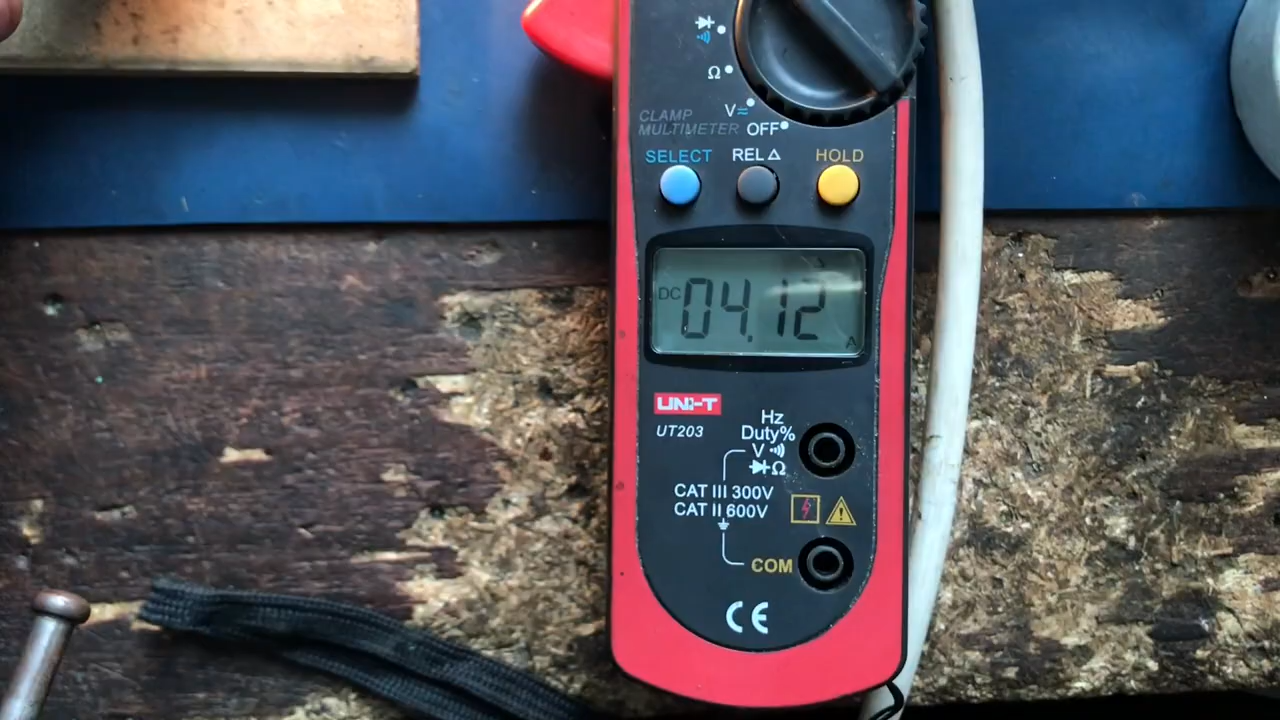 Ω
V≂
CLAMP
MULTIMETER
OFF
SELECT
REL△
HOLD
DC 04.12 A
UNI-T
UT203
Hz
Duty%
V
Ω
CAT III 300V
CAT II 600V
COM
CE